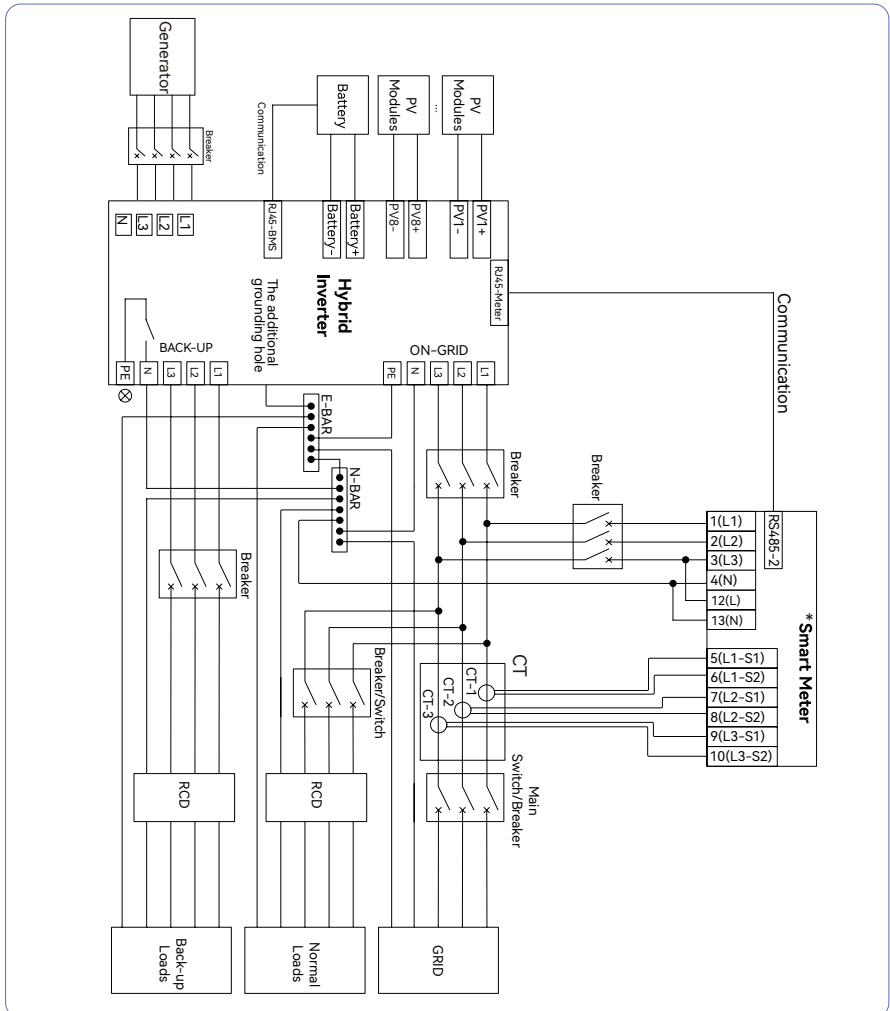 Generator
Breaker
Communication
Battery
PV
Modules
...
PV
Modules
L1
L2
L3
N
RJ45-BMS
Battery-
Battery+
PV8-
PV8+
PV1-
PV1+
RJ45-Meter
Hybrid
Inverter
The additional
grounding hole
BACK-UP
ON-GRID
PE
N
L3
L2
L1
PE
N
L3
L2
L1
Communication
E-BAR
N-BAR
Breaker
Breaker
Breaker
RS485-2
1(L1)
2(L2)
3(L3)
4(N)
12(L)
13(N)
* Smart Meter
5(L1-S1)
6(L1-S2)
7(L2-S1)
8(L2-S2)
9(L3-S1)
10(L3-S2)
CT
CT-1
CT-2
CT-3
Breaker/Switch
Main
Switch/Breaker
RCD
RCD
Back-up
Loads
Normal
Loads
GRID